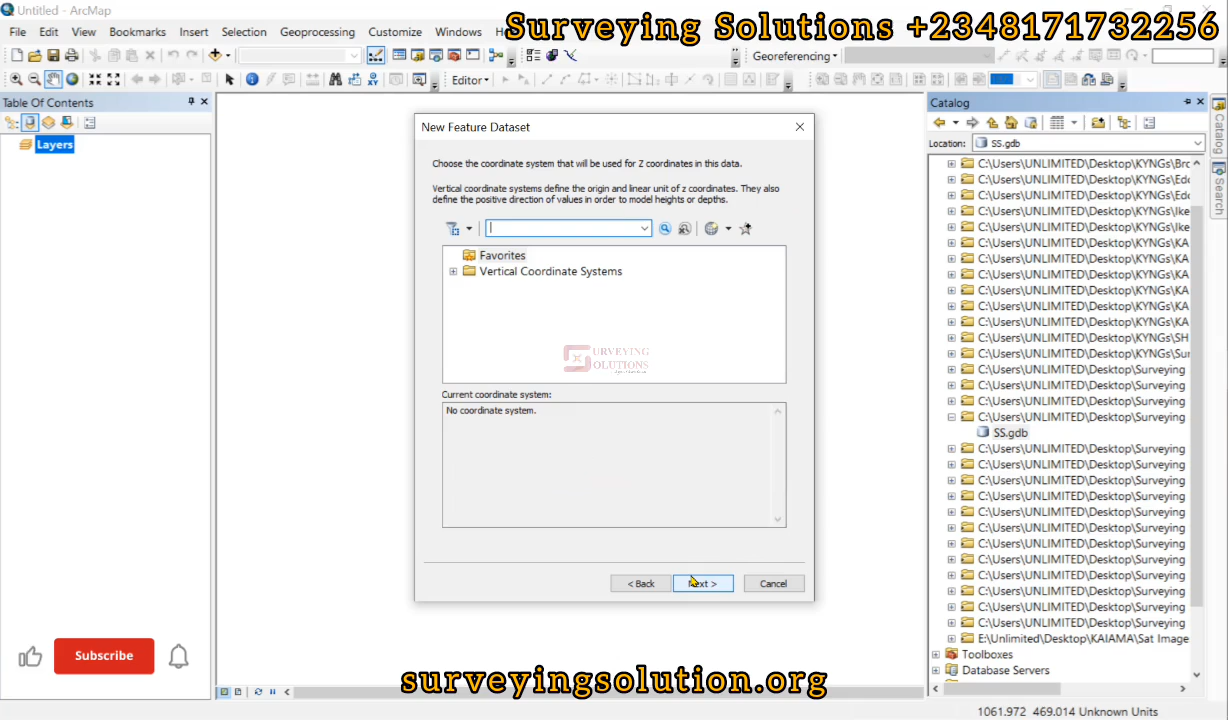 Untitled - ArcMap
Surveying Solutions +2348171732256
File Edit View Bookmarks Insert Selection Geoprocessing Customize Windows
Georeferencing
Editor
Table Of Contents
Layers
New Feature Dataset
Choose the coordinate system that will be used for Z coordinates in this data.
Vertical coordinate systems define the origin and linear unit of z coordinates. They also
define the positive direction of values in order to model heights or depths.
Favorites
Vertical Coordinate Systems
URVEYING
OLUTIONS
Current coordinate system:
No coordinate system.
< Back
Next >
Cancel
Catalog
Location: SS.gdb
C:\Users\UNLIMITED\Desktop\KYNGs\Brc
C:\Users\UNLIMITED\Desktop\KYNGs\Edc
C:\Users\UNLIMITED\Desktop\KYNGs\Edc
C:\Users\UNLIMITED\Desktop\KYNGs\Ike
C:\Users\UNLIMITED\Desktop\KYNGs\Ike
C:\Users\UNLIMITED\Desktop\KYNGs\KA
C:\Users\UNLIMITED\Desktop\KYNGs\KA
C:\Users\UNLIMITED\Desktop\KYNGs\KA
C:\Users\UNLIMITED\Desktop\KYNGs\KA
C:\Users\UNLIMITED\Desktop\KYNGs\KA
C:\Users\UNLIMITED\Desktop\KYNGs\KA
C:\Users\UNLIMITED\Desktop\KYNGs\SH
C:\Users\UNLIMITED\Desktop\KYNGs\Sur
C:\Users\UNLIMITED\Desktop\Surveying
C:\Users\UNLIMITED\Desktop\Surveying
C:\Users\UNLIMITED\Desktop\Surveying
C:\Users\UNLIMITED\Desktop\Surveying
SS.gdb
C:\Users\UNLIMITED\Desktop\Surveying
C:\Users\UNLIMITED\Desktop\Surveying
C:\Users\UNLIMITED\Desktop\Surveying
C:\Users\UNLIMITED\Desktop\Surveying
C:\Users\UNLIMITED\Desktop\Surveying
C:\Users\UNLIMITED\Desktop\Surveying
C:\Users\UNLIMITED\Desktop\Surveying
C:\Users\UNLIMITED\Desktop\Surveying
C:\Users\UNLIMITED\Desktop\Surveying
C:\Users\UNLIMITED\Desktop\Surveying
C:\Users\UNLIMITED\Desktop\Surveying
C:\Users\UNLIMITED\Desktop\Surveying
E:\Unlimited\Desktop\KAIAMA\Sat Image
Toolboxes
Database Servers
Catalog
Search
Subscribe
surveyingsolution.org
1061.972 469.014 Unknown Units